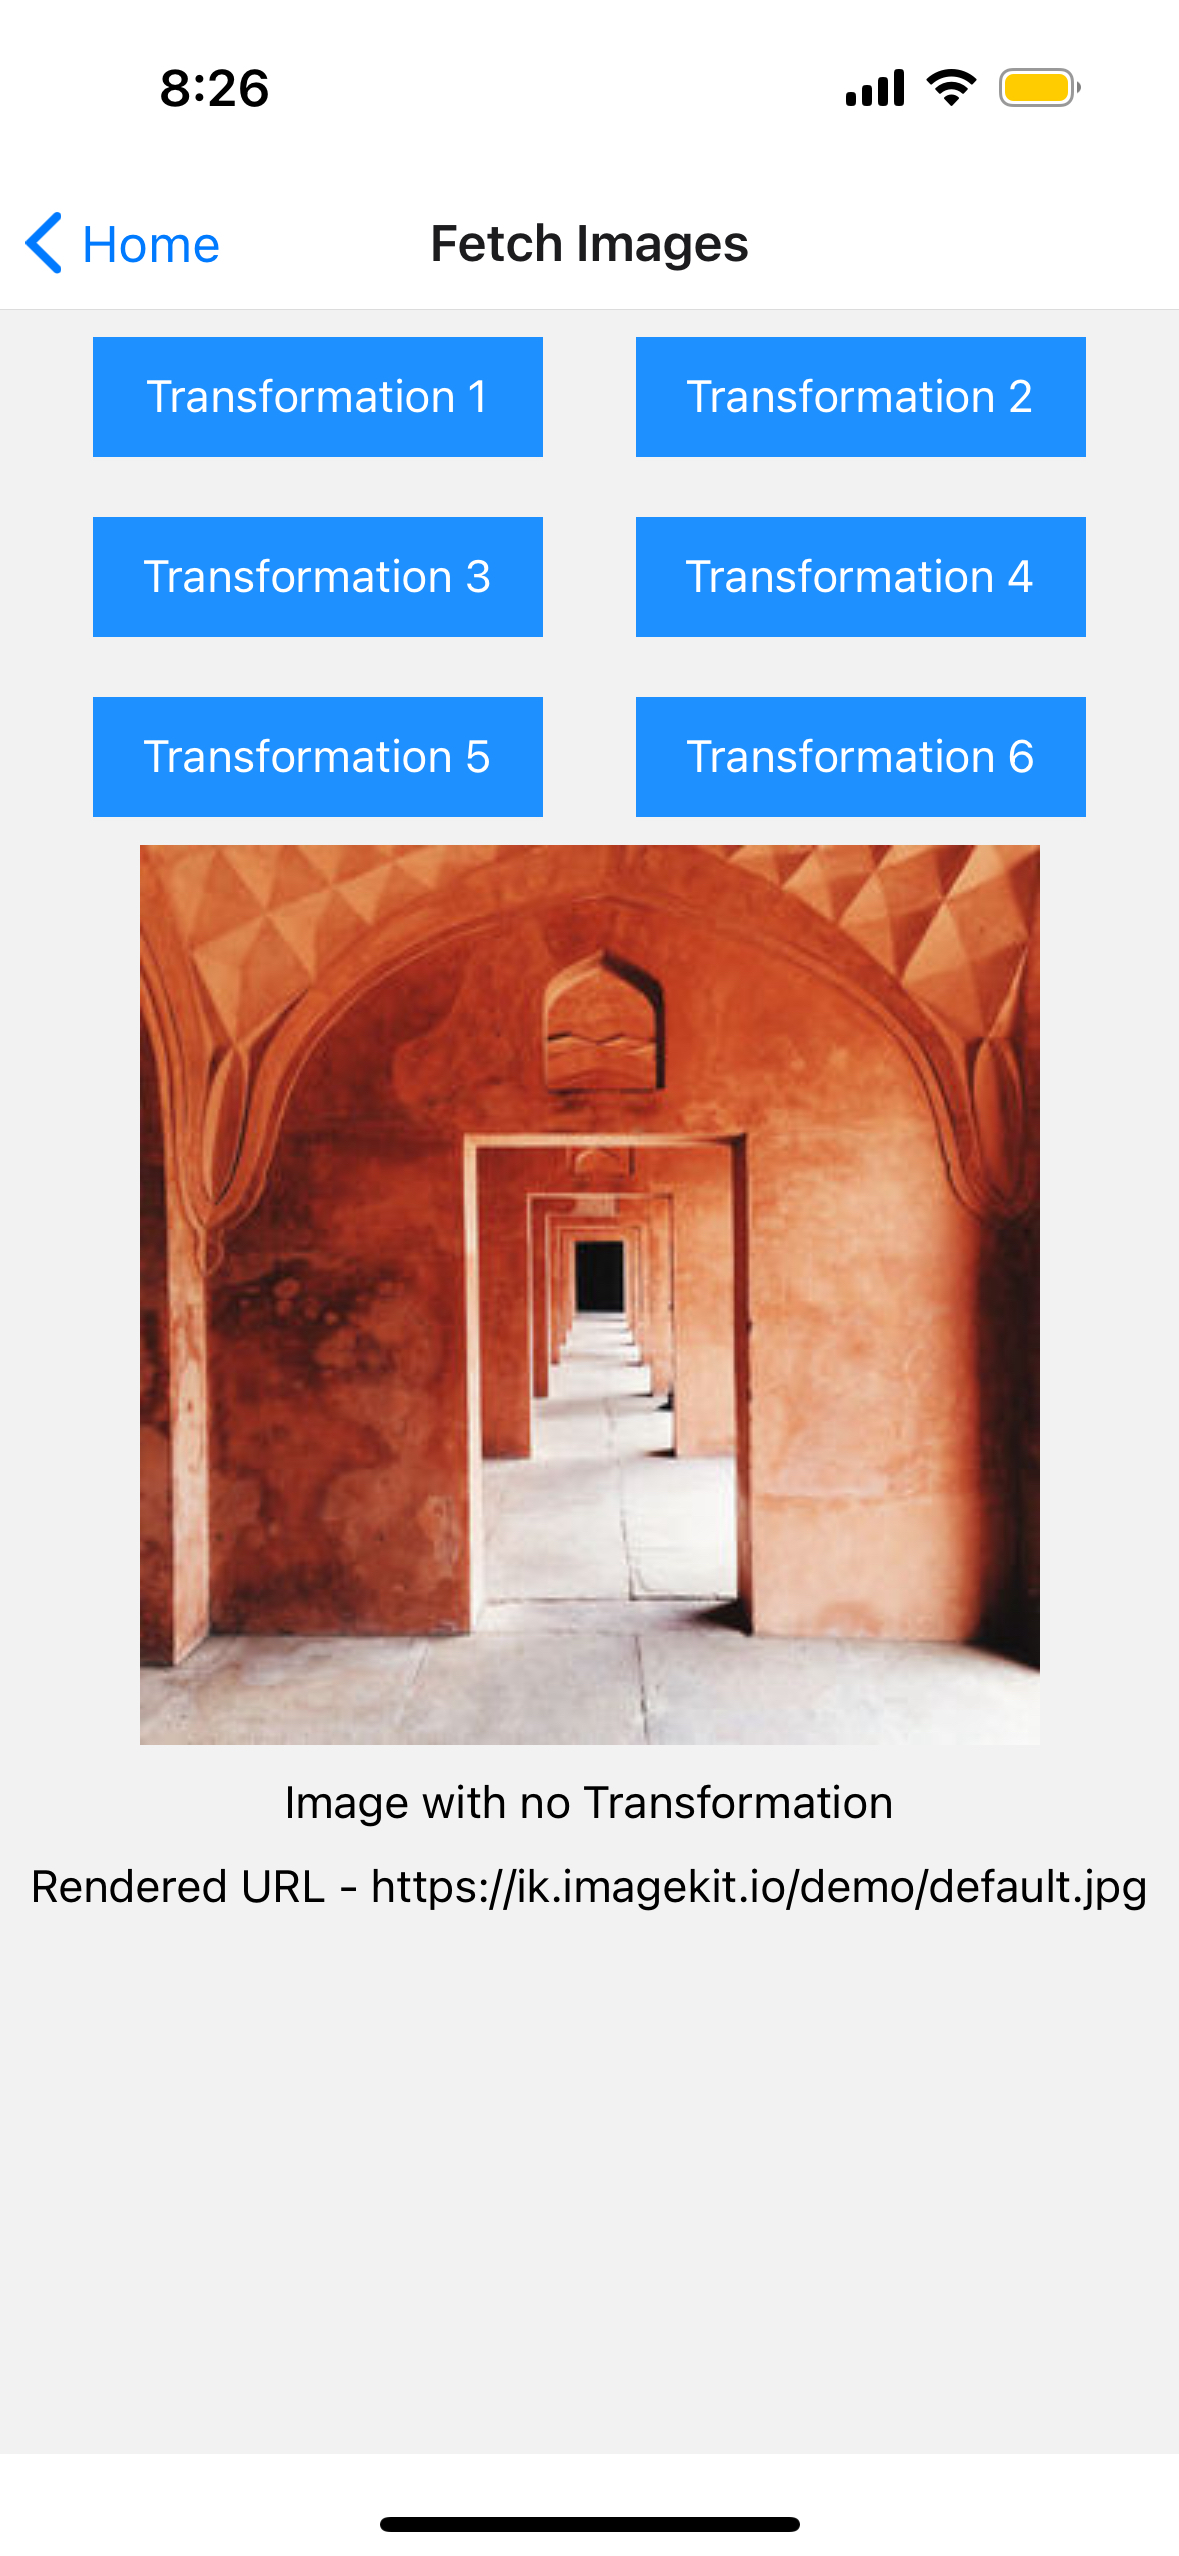 8:26
Home
Fetch Images
Transformation 1
Transformation 2
Transformation 3
Transformation 4
Transformation 5
Transformation 6
Image with no Transformation
Rendered URL - https://ik.imagekit.io/demo/default.jpg